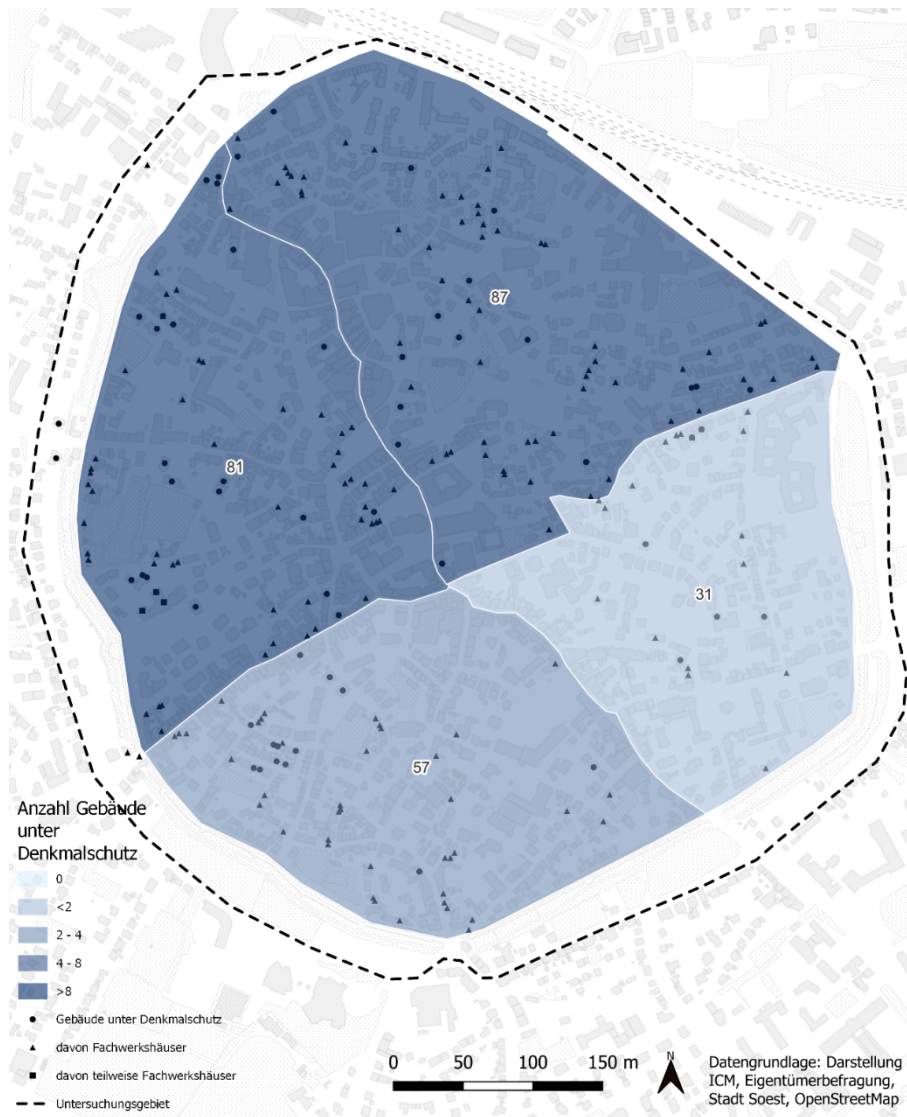 87
81
31
57
Anzahl Gebäude
unter
Denkmalschutz
0
<2
2 - 4
4 - 8
>8
Gebäude unter Denkmalschutz
davon Fachwerkshäuser
davon teilweise Fachwerkshäuser
Untersuchungsgebiet
0 50 100 150 m
N
Datengrundlage: Darstellung
ICM, Eigentümerbefragung,
Stadt Soest, OpenStreetMap